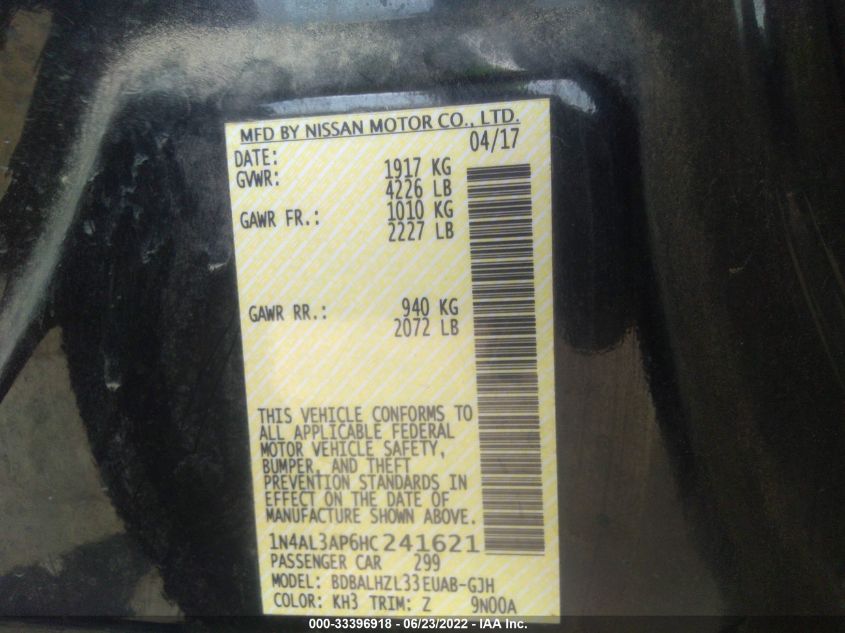 MFD BY NISSAN MOTOR CO., LTD.
DATE: 04/17
GVWR: 1917 KG
4226 LB
GAWR FR.: 1010 KG
2227 LB
GAWR RR.: 940 KG
2072 LB
THIS VEHICLE CONFORMS TO
ALL APPLICABLE FEDERAL
MOTOR VEHICLE SAFETY,
BUMPER, AND THEFT
PREVENTION STANDARDS IN
EFFECT ON THE DATE OF
MANUFACTURE SHOWN ABOVE.
1N4AL3AP6HC241621
PASSENGER CAR 299
MODEL: BDBALHZL33EUAB-GJH
COLOR: KH3 TRIM: Z 9N00A
000-33396918 - 06/23/2022 - IAA Inc.